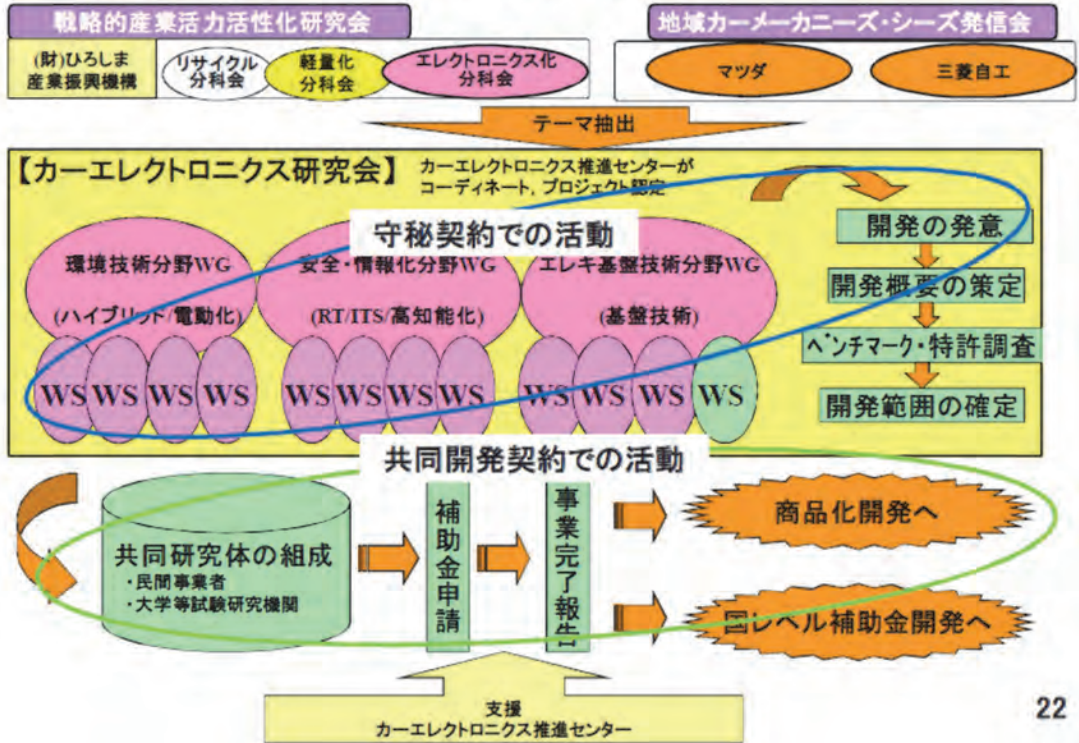 戦略的産業活力活性化研究会
地域カーメーカニーズ・シーズ発信会
(財)ひろしま
産業振興機構
リサイクル
分科会
軽量化
分科会
エレクトロニクス化
分科会
マツダ
三菱自工
テーマ抽出
【カーエレクトロニクス研究会】
カーエレクトロニクス推進センターが
コーディネート,プロジェクト認定
守秘契約での活動
環境技術分野WG
(ハイブリッド/電動化)
安全・情報化分野WG
(RT/ITS/高知能化)
エレキ基盤技術分野WG
(基盤技術)
WS WS WS WS
WS WS WS WS
WS WS WS WS
開発の発意
開発概要の策定
ベンチマーク・特許調査
開発範囲の確定
共同開発契約での活動
共同研究体の組成
・民間事業者
・大学等試験研究機関
補助金申請
事業完了報告
商品化開発へ
国レベル補助金開発へ
支援
カーエレクトロニクス推進センター
22